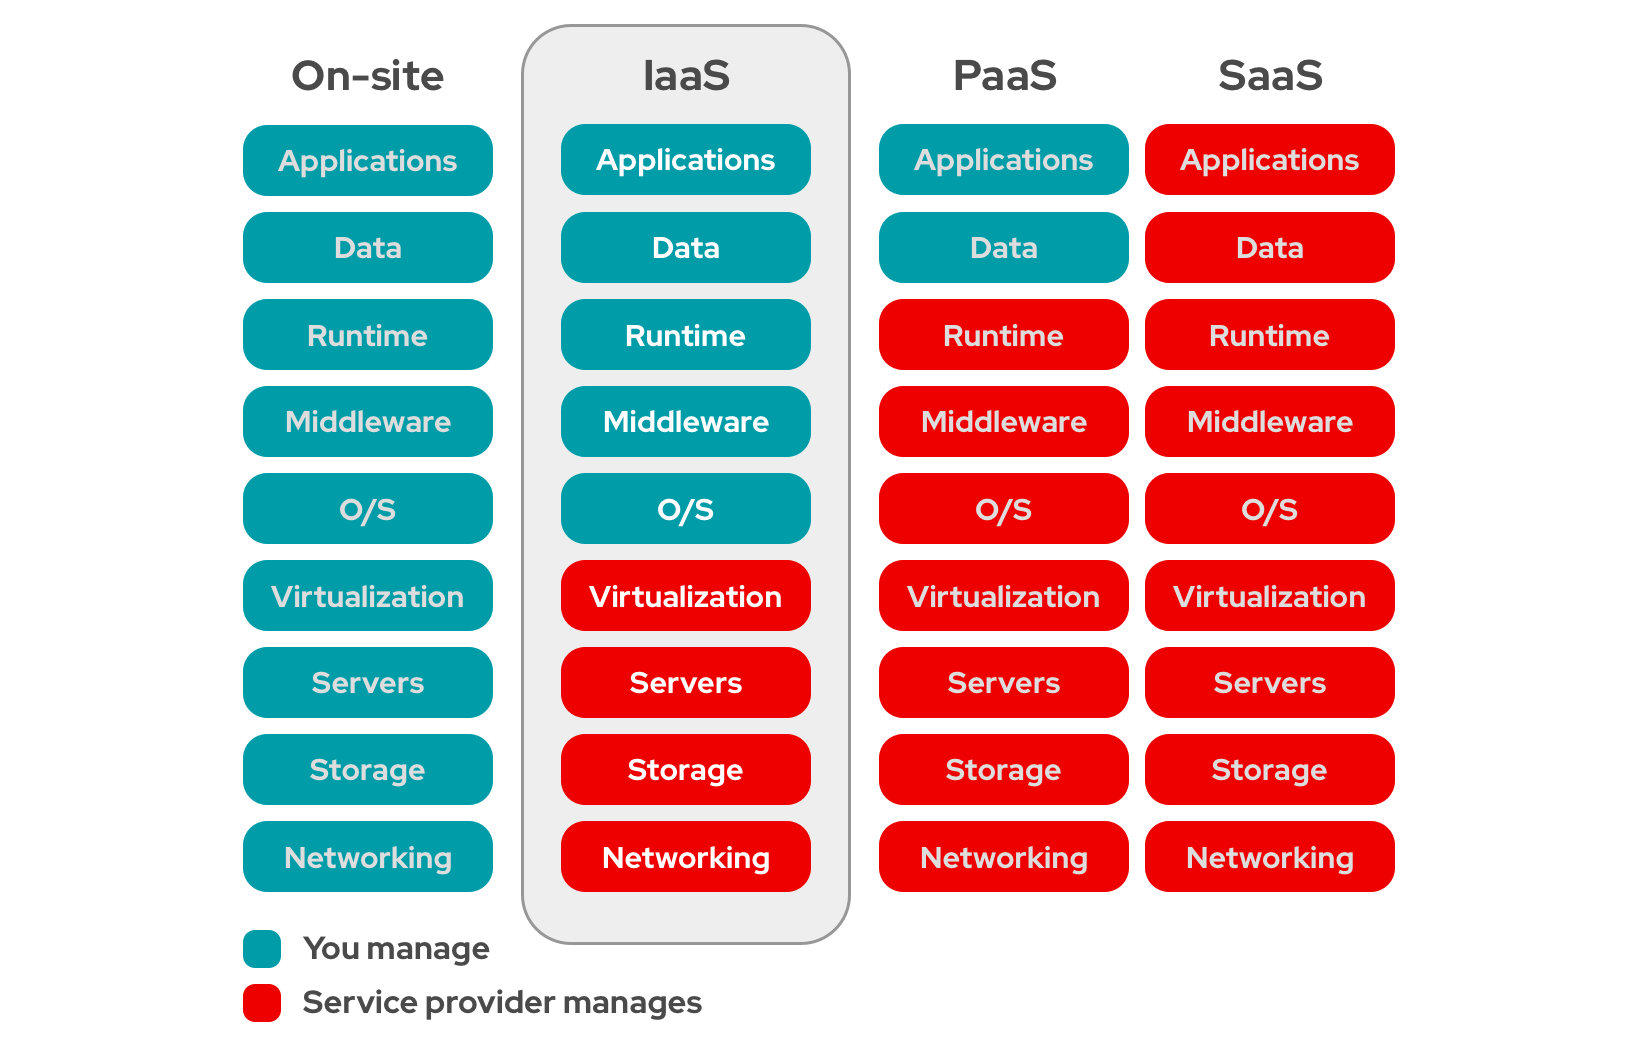 On-site IaaS PaaS SaaS
Applications Applications Applications Applications
Data Data Data Data
Runtime Runtime Runtime Runtime
Middleware Middleware Middleware Middleware
O/S O/S O/S O/S
Virtualization Virtualization Virtualization Virtualization
Servers Servers Servers Servers
Storage Storage Storage Storage
Networking Networking Networking Networking
You manage
Service provider manages